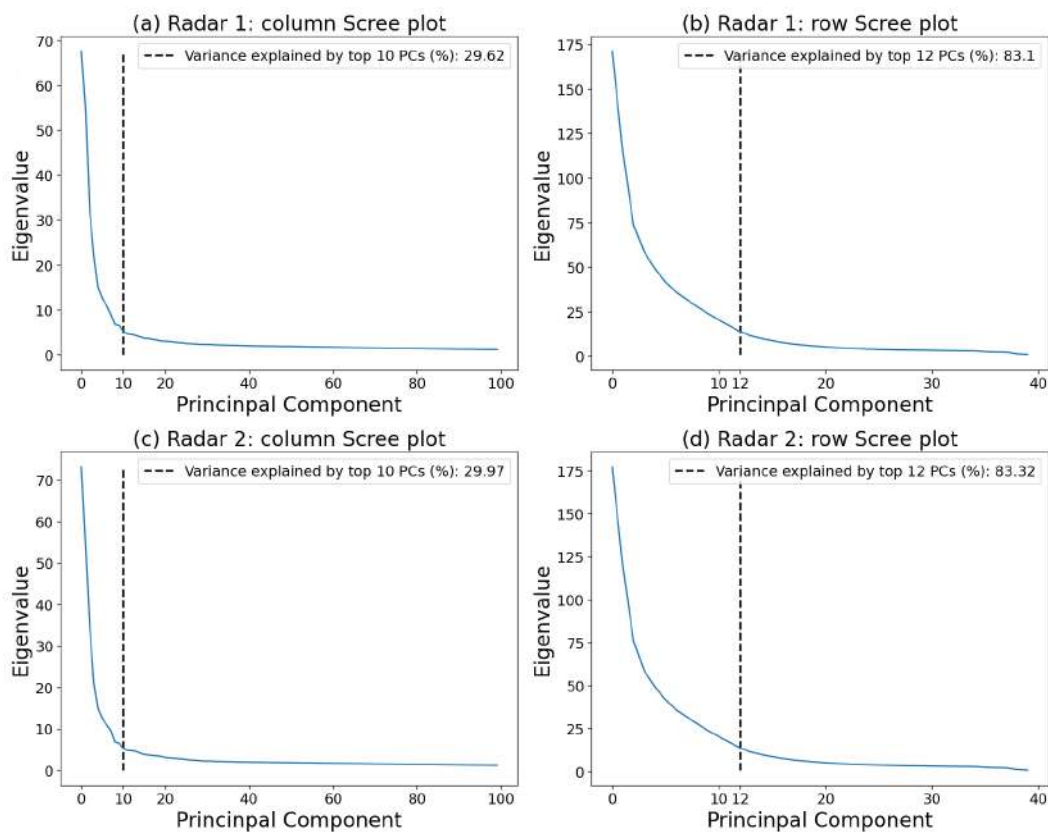 (a) Radar 1: column Scree plot
Variance explained by top 10 PCs (%): 29.62
Eigenvalue
70
60
50
40
30
20
10
0
0 10 20 40 60 80 100
Princinpal Component
(b) Radar 1: row Scree plot
Variance explained by top 12 PCs (%): 83.1
Eigenvalue
175
150
125
100
75
50
25
0
0 10 12 20 30 40
Princinpal Component
(c) Radar 2: column Scree plot
Variance explained by top 10 PCs (%): 29.97
Eigenvalue
70
60
50
40
30
20
10
0
0 10 20 40 60 80 100
Princinpal Component
(d) Radar 2: row Scree plot
Variance explained by top 12 PCs (%): 83.32
Eigenvalue
175
150
125
100
75
50
25
0
0 10 12 20 30 40
Princinpal Component